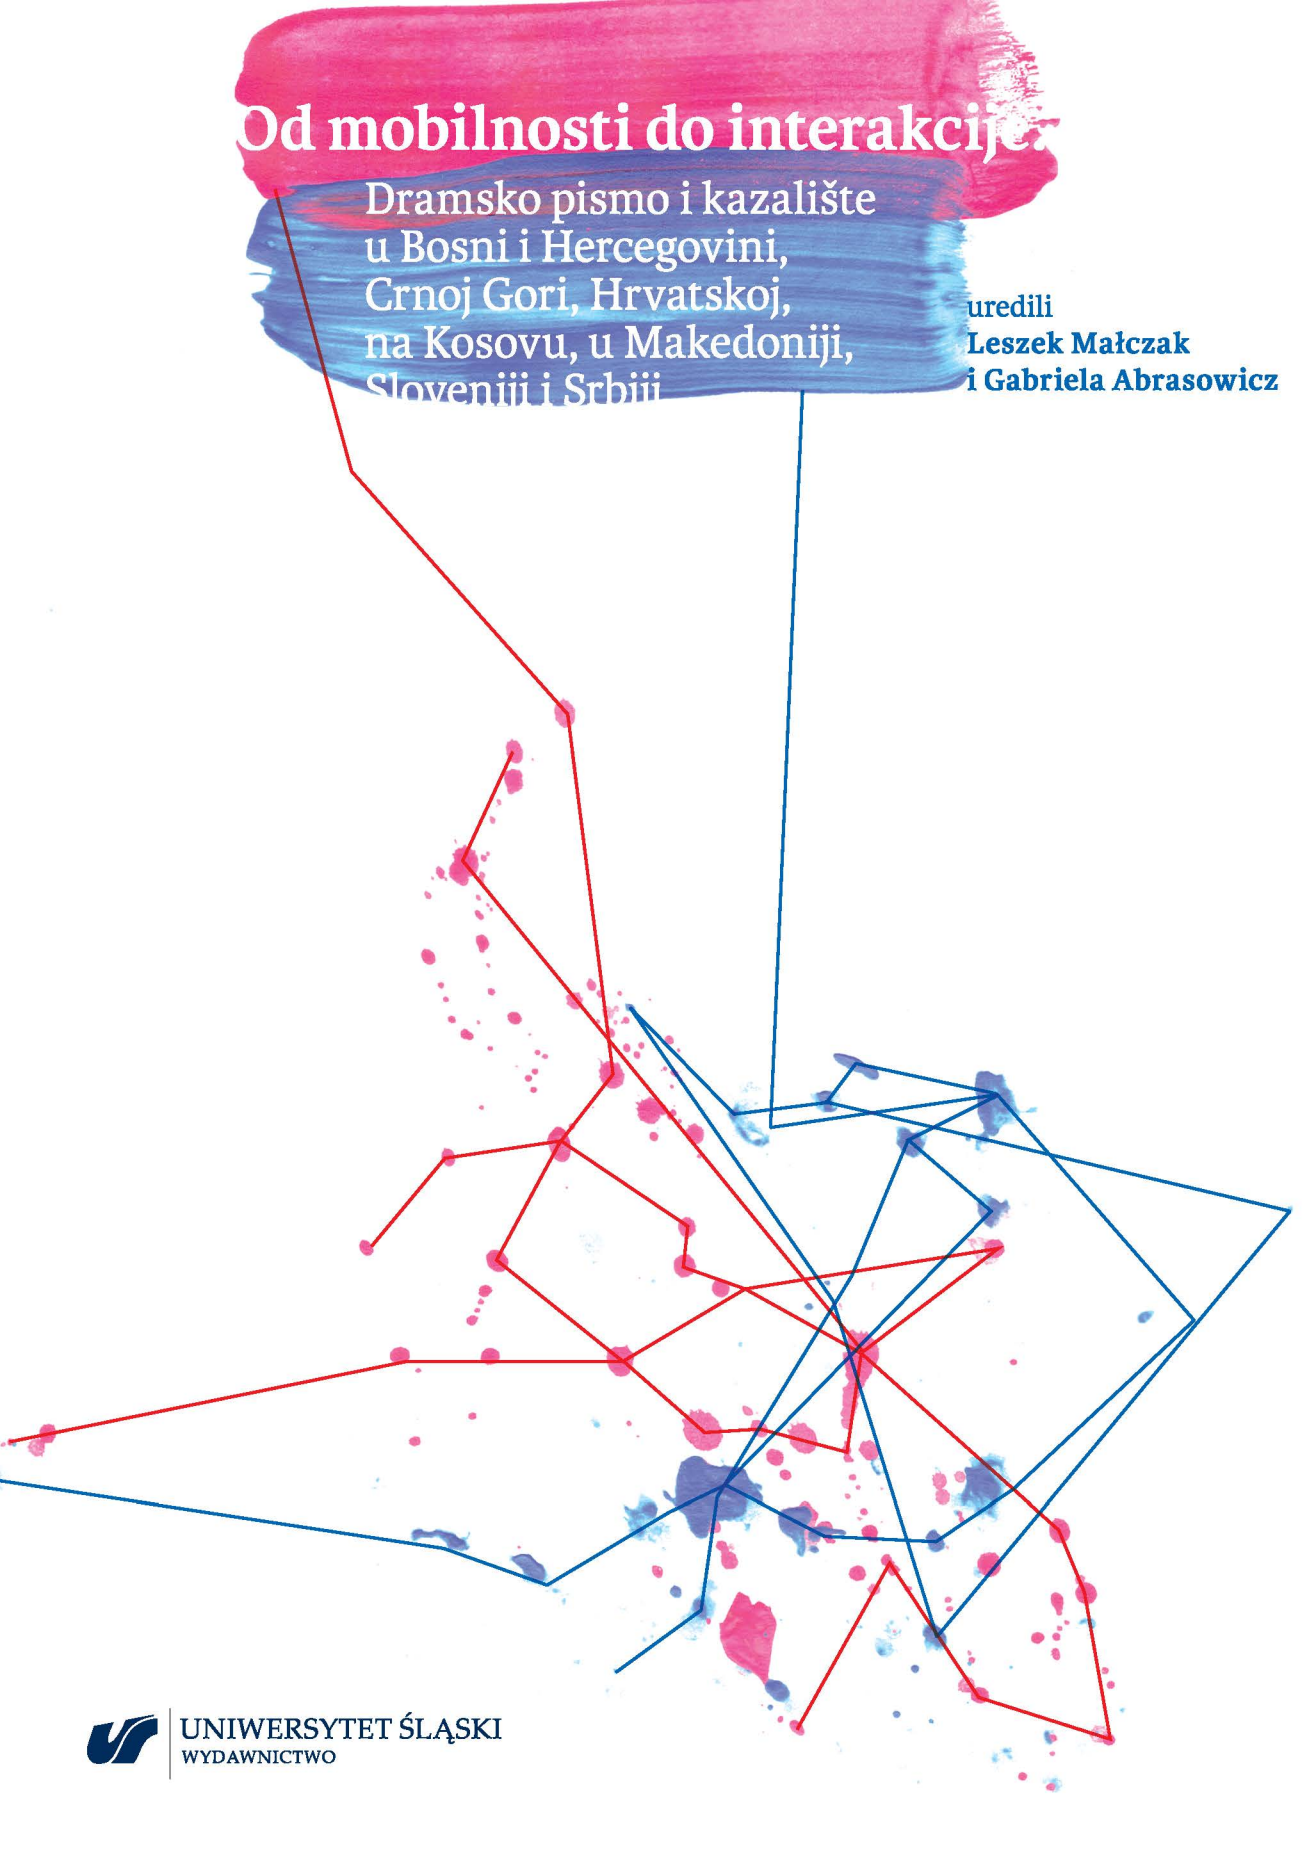 Od mobilnosti do interakcije.
Dramsko pismo i kazalište
u Bosni i Hercegovini,
Crnoj Gori, Hrvatskoj,
na Kosovu, u Makedoniji,
Sloveniji i Srbiji
uredili
Leszek Małczak
i Gabriela Abrasowicz
UNIWERSYTET ŚLĄSKI
WYDAWNICTWO